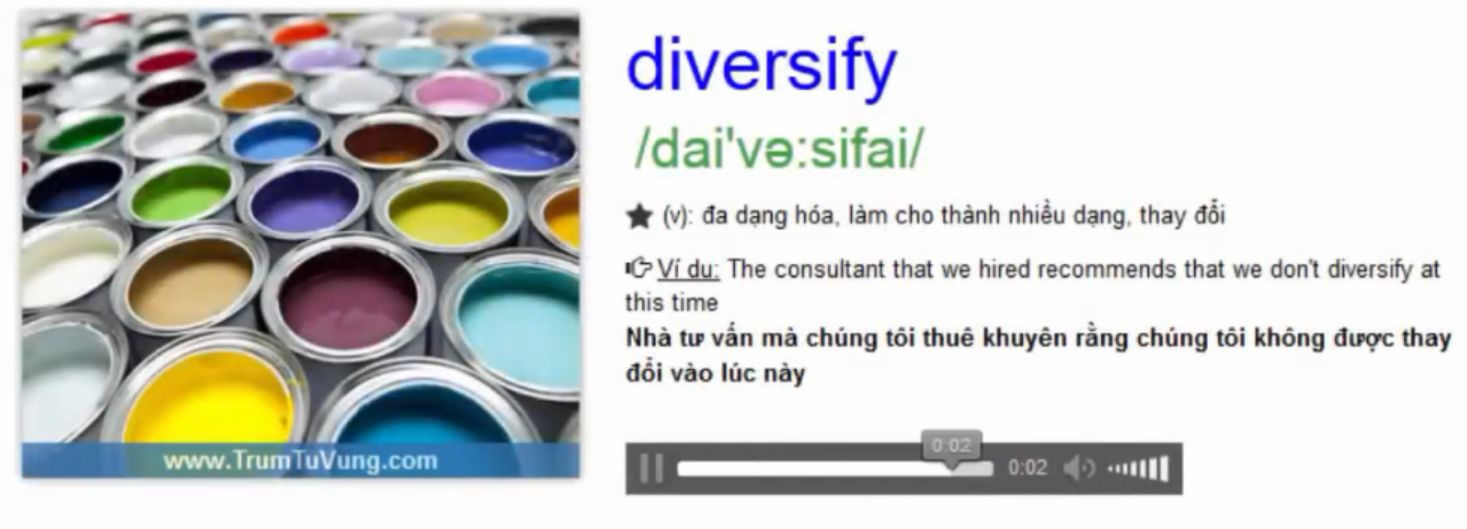 diversify
/dai'və:sifai/
★ (v): đa dạng hóa, làm cho thành nhiều dạng, thay đổi
Ví du: The consultant that we hired recommends that we don't diversify at
this time
Nhà tư vấn mà chúng tôi thuê khuyên rằng chúng tôi không được thay
đổi vào lúc này
www.TrumTuVung.com
0:02
0:02